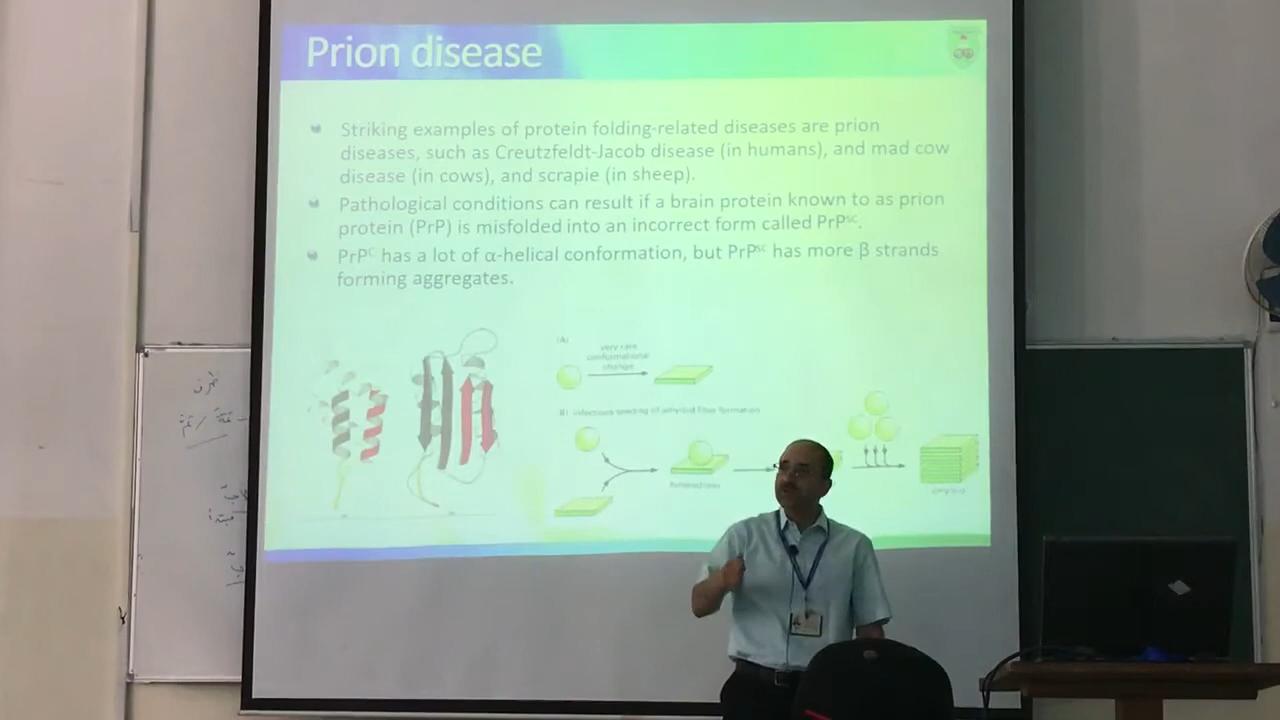 Prion disease
Striking examples of protein folding-related diseases are prion
diseases, such as Creutzfeldt-Jacob disease (in humans), and mad cow
disease (in cows), and scrapie (in sheep).
Pathological conditions can result if a brain protein known to as prion
protein (PrP) is misfolded into an incorrect form called PrPsc.
PrPC has a lot of α-helical conformation, but PrPsc has more β strands
forming aggregates.
(A)
very rare
conformational
change
B) infectious seeding of amyloid fiber formation